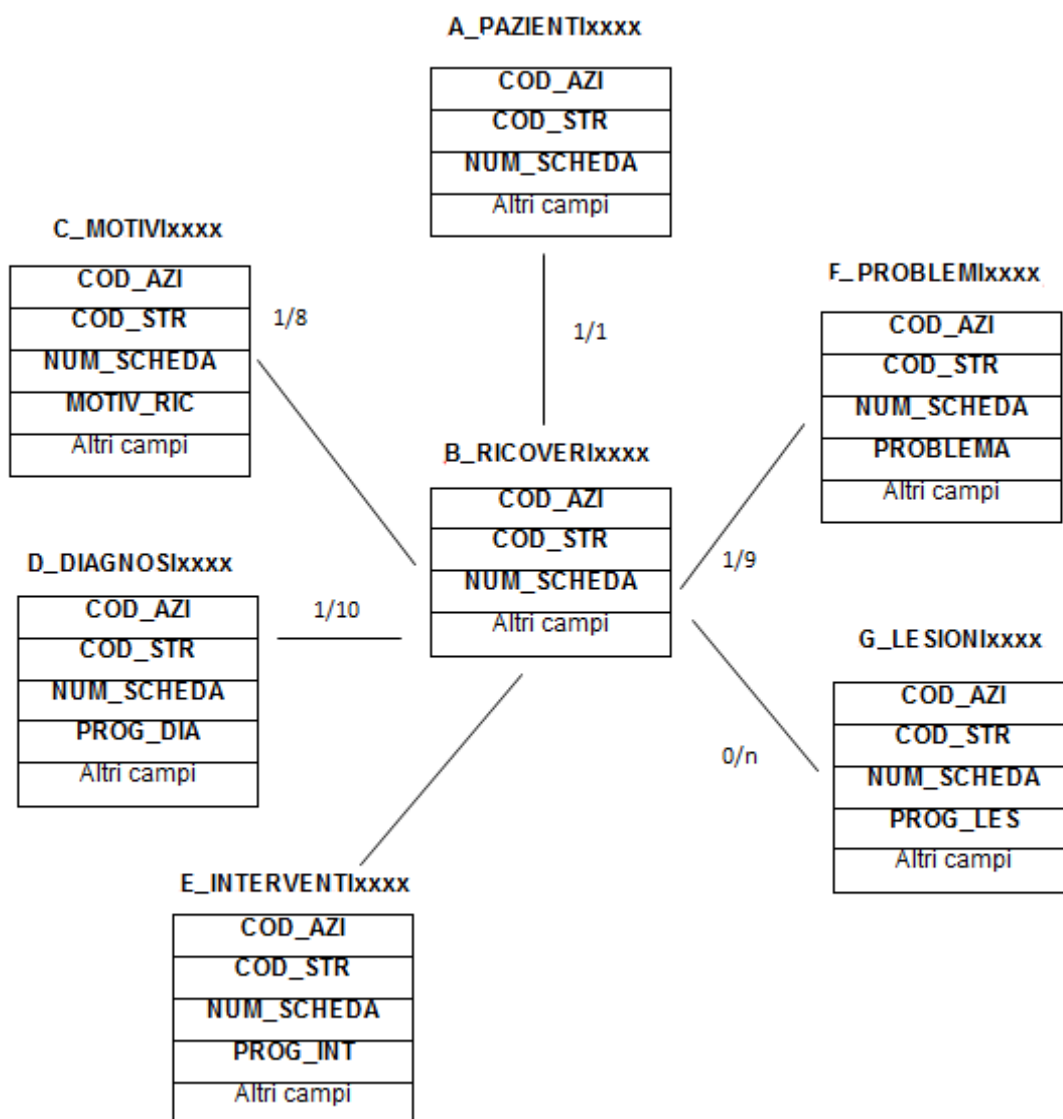 A_PAZIENTIxxxx
COD_AZI
COD_STR
NUM_SCHEDA
Altri campi
C_MOTIVIxxxx
COD_AZI
COD_STR
NUM_SCHEDA
MOTIV_RIC
Altri campi
1/8
1/1
F_PROBLEMIxxxx
COD_AZI
COD_STR
NUM_SCHEDA
PROBLEMA
Altri campi
B_RICOVERIxxxx
COD_AZI
COD_STR
NUM_SCHEDA
Altri campi
D_DIAGNOSIxxxx
COD_AZI
COD_STR
NUM_SCHEDA
PROG_DIA
Altri campi
1/10
1/9
G_LESIONIxxxx
COD_AZI
COD_STR
NUM_SCHEDA
PROG_LES
Altri campi
0/n
E_INTERVENTIxxxx
COD_AZI
COD_STR
NUM_SCHEDA
PROG_INT
Altri campi